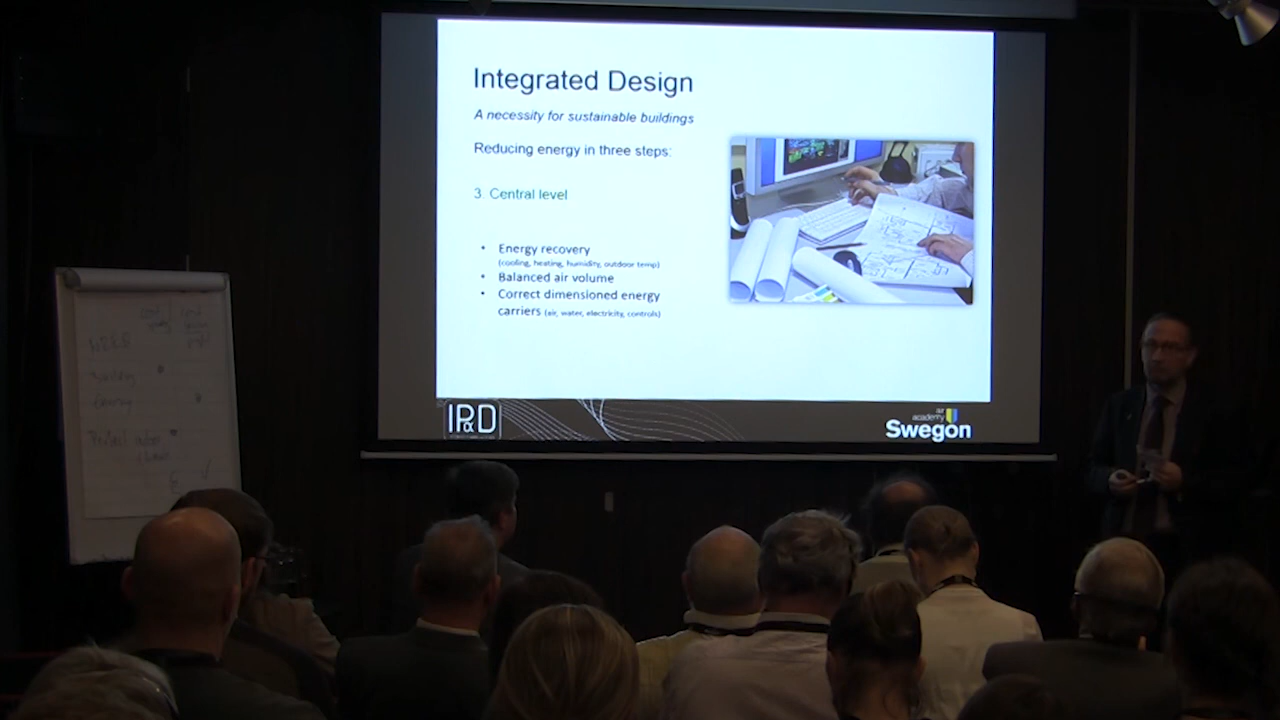 Integrated Design
A necessity for sustainable buildings
Reducing energy in three steps:
3. Central level
• Energy recovery
(cooling, heating, humidity, outdoor temp)
• Balanced air volume
• Correct dimensioned energy
carriers (air, water, electricity, controls)
air
academy
Swegon